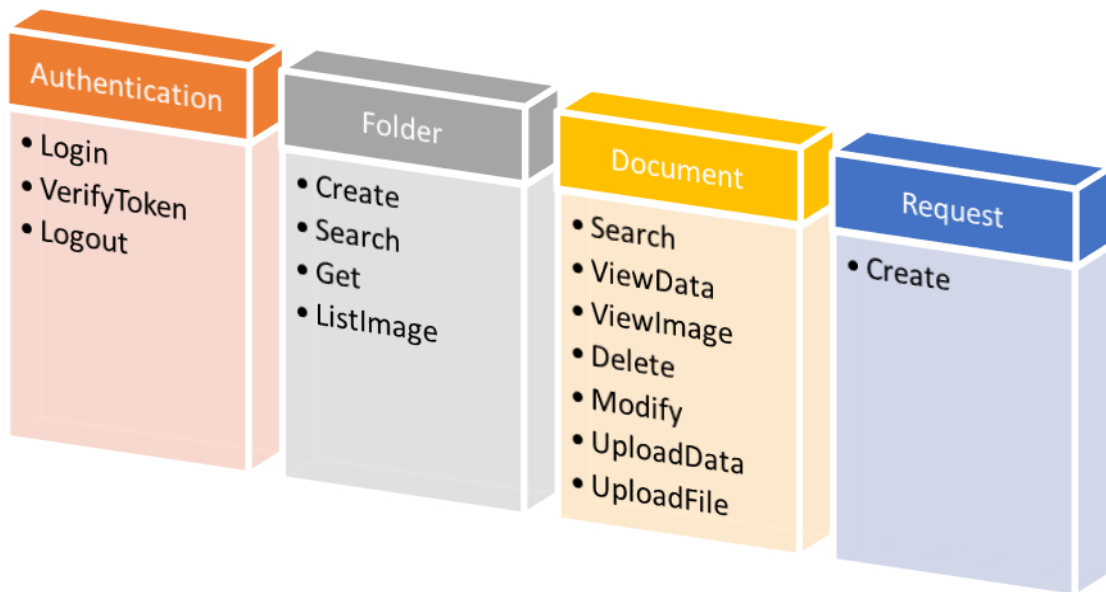 Authentication
• Login
• VerifyToken
• Logout
Folder
• Create
• Search
• Get
• ListImage
Document
• Search
• ViewData
• ViewImage
• Delete
• Modify
• UploadData
• UploadFile
Request
• Create